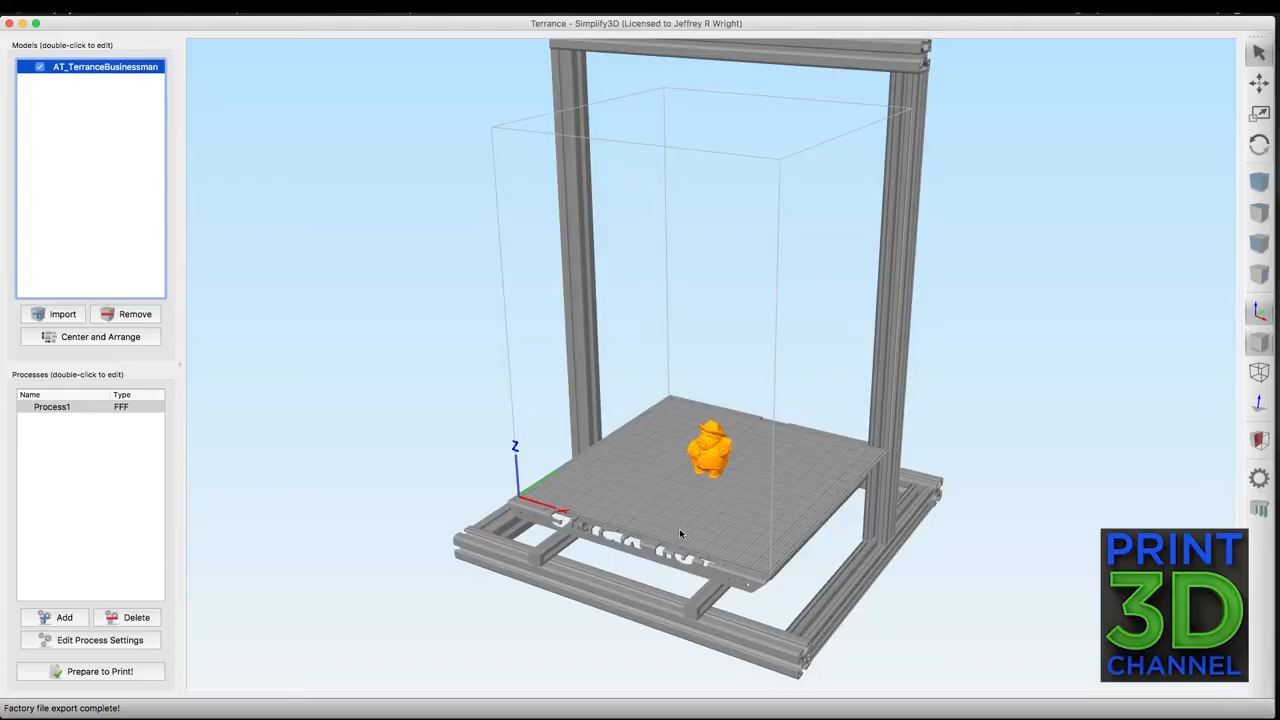 Terrance - Simplify3D (Licensed to Jeffrey R Wright)
Models (double-click to edit)
AT_TerranceBusinessman
Import
Remove
Center and Arrange
Processes (double-click to edit)
Name Type
Process1 FFF
Add
Delete
Edit Process Settings
Prepare to Print!
Factory file export complete!
Z
PRINT
3D
CHANNEL